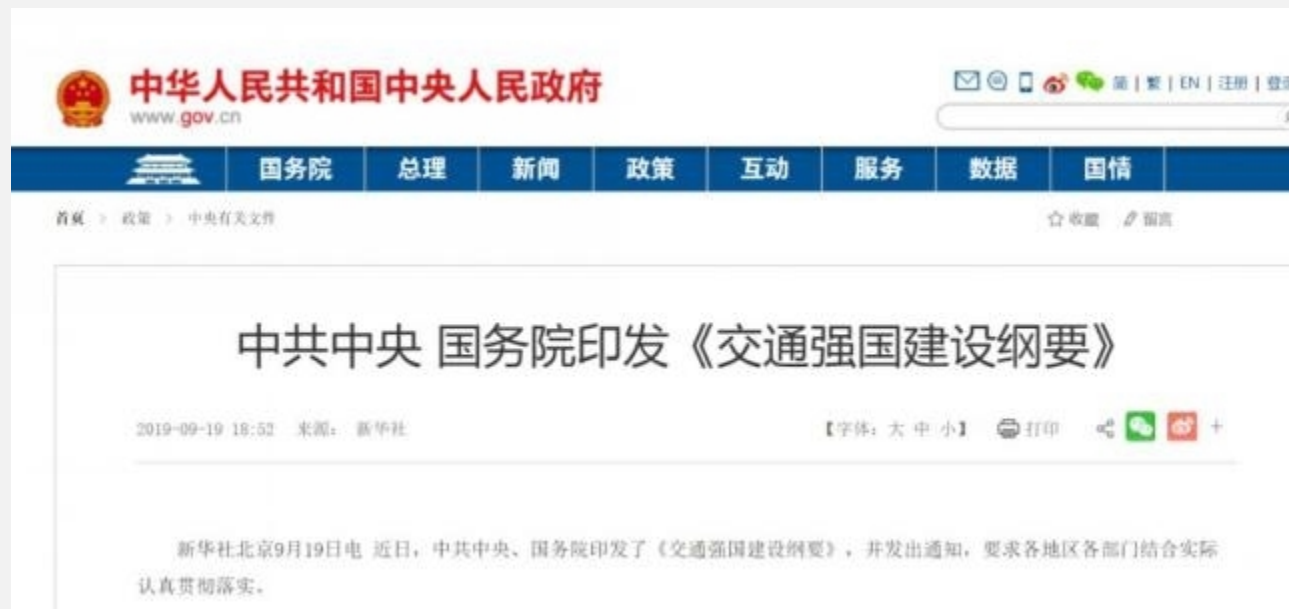 中华人民共和国中央人民政府
www.gov.cn
简 | 繁 | EN | 注册 | 登录
国务院 总理 新闻 政策 互动 服务 数据 国情
首页 > 政策 > 中央有关文件
收藏 留言
中共中央 国务院印发《交通强国建设纲要》
2019-09-19 18:52 来源: 新华社
【字体: 大 中 小】 打印 +
新华社北京9月19日电 近日，中共中央、国务院印发了《交通强国建设纲要》，并发出通知，要求各地区各部门结合实际
认真贯彻落实。